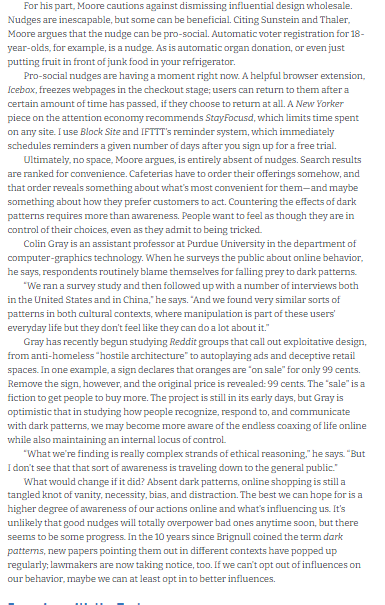 For his part, Moore cautions against dismissing influential design wholesale.
Nudges are inescapable, but some can be beneficial. Citing Sunstein and Thaler,
Moore argues that the nudge can be pro-social. Automatic voter registration for 18-
year-olds, for example, is a nudge. As is automatic organ donation, or even just
putting fruit in front of junk food in your refrigerator.
Pro-social nudges are having a moment right now. A helpful browser extension,
Icebox, freezes webpages in the checkout stage; users can return to them after a
certain amount of time has passed, if they choose to return at all. A New Yorker
piece on the attention economy recommends StayFocusd, which limits time spent
on any site. I use Block Site and IFTTT's reminder system, which immediately
schedules reminders a given number of days after you sign up for a free trial.
Ultimately, no space, Moore argues, is entirely absent of nudges. Search results
are ranked for convenience. Cafeterias have to order their offerings somehow, and
that order reveals something about what's most convenient for them—and maybe
something about how they prefer customers to act. Countering the effects of dark
patterns requires more than awareness. People want to feel as though they are in
control of their choices, even as they admit to being tricked.
Colin Gray is an assistant professor at Purdue University in the department of
computer-graphics technology. When he surveys the public about online behavior,
he says, respondents routinely blame themselves for falling prey to dark patterns.
"We ran a survey study and then followed up with a number of interviews both
in the United States and in China," he says. "And we found very similar sorts of
patterns in both cultural contexts, where manipulation is part of these users'
everyday life but they don't feel like they can do a lot about it."
Gray has recently begun studying Reddit groups that call out exploitative design,
from anti-homeless "hostile architecture" to autoplaying ads and deceptive retail
spaces. In one example, a sign declares that oranges are "on sale" for only 99 cents.
Remove the sign, however, and the original price is revealed: 99 cents. The "sale" is a
fiction to get people to buy more. The project is still in its early days, but Gray is
optimistic that in studying how people recognize, respond to, and communicate
with dark patterns, we may become more aware of the endless coaxing of life online
while also maintaining an internal locus of control.
"What we're finding is really complex strands of ethical reasoning," he says. "But
I don't see that that sort of awareness is traveling down to the general public."
What would change if it did? Absent dark patterns, online shopping is still a
tangled knot of vanity, necessity, bias, and distraction. The best we can hope for is a
higher degree of awareness of our actions online and what's influencing us. It's
unlikely that good nudges will totally overpower bad ones anytime soon, but there
seems to be some progress. In the 10 years since Brignull coined the term dark
patterns, new papers pointing them out in different contexts have popped up
regularly; lawmakers are now taking notice, too. If we can't opt out of influences on
our behavior, maybe we can at least opt in to better influences.